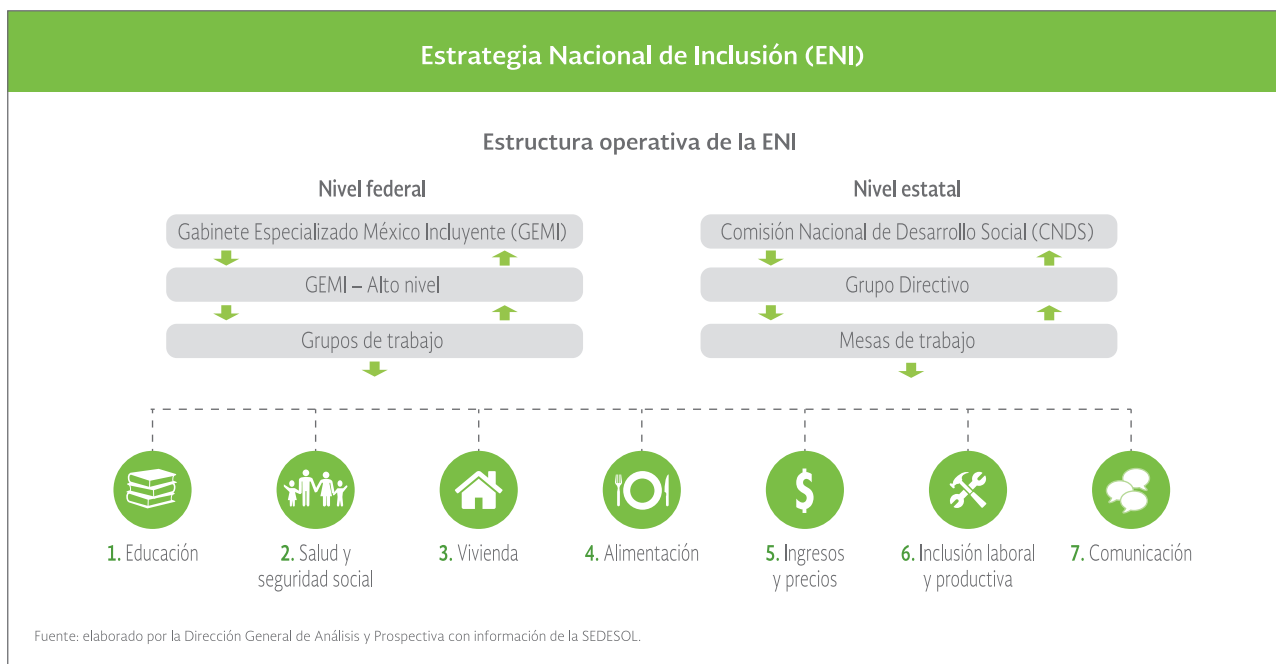 Estrategia Nacional de Inclusión (ENI)
Estructura operativa de la ENI
Nivel federal
Gabinete Especializado México Incluyente (GEMI)
GEMI – Alto nivel
Grupos de trabajo
Nivel estatal
Comisión Nacional de Desarrollo Social (CNDS)
Grupo Directivo
Mesas de trabajo
$
1. Educación
2. Salud y
seguridad social
3. Vivienda
4. Alimentación
5. Ingresos
y precios
6. Inclusión laboral
y productiva
7. Comunicación
Fuente: elaborado por la Dirección General de Análisis y Prospectiva con información de la SEDESOL.